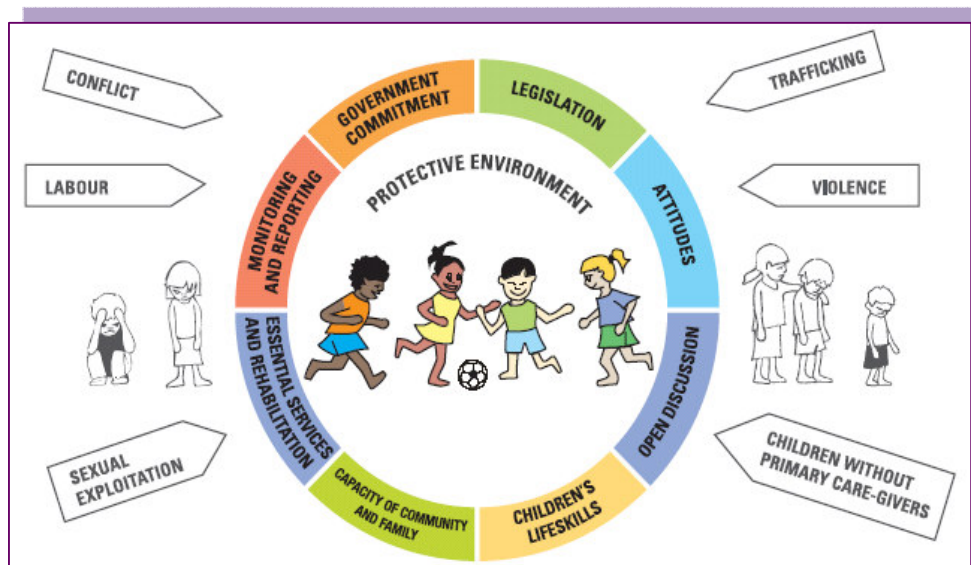 CONFLICT
LABOUR
SEXUAL
EXPLOITATION
TRAFFICKING
VIOLENCE
CHILDREN WITHOUT
PRIMARY CARE-GIVERS
PROTECTIVE ENVIRONMENT
GOVERNMENT
COMMITMENT
LEGISLATION
ATTITUDES
OPEN DISCUSSION
CHILDREN'S
LIFESKILLS
CAPACITY OF COMMUNITY
AND FAMILY
ESSENTIAL SERVICES
AND REHABILITATION
MONITORING
AND REPORTING